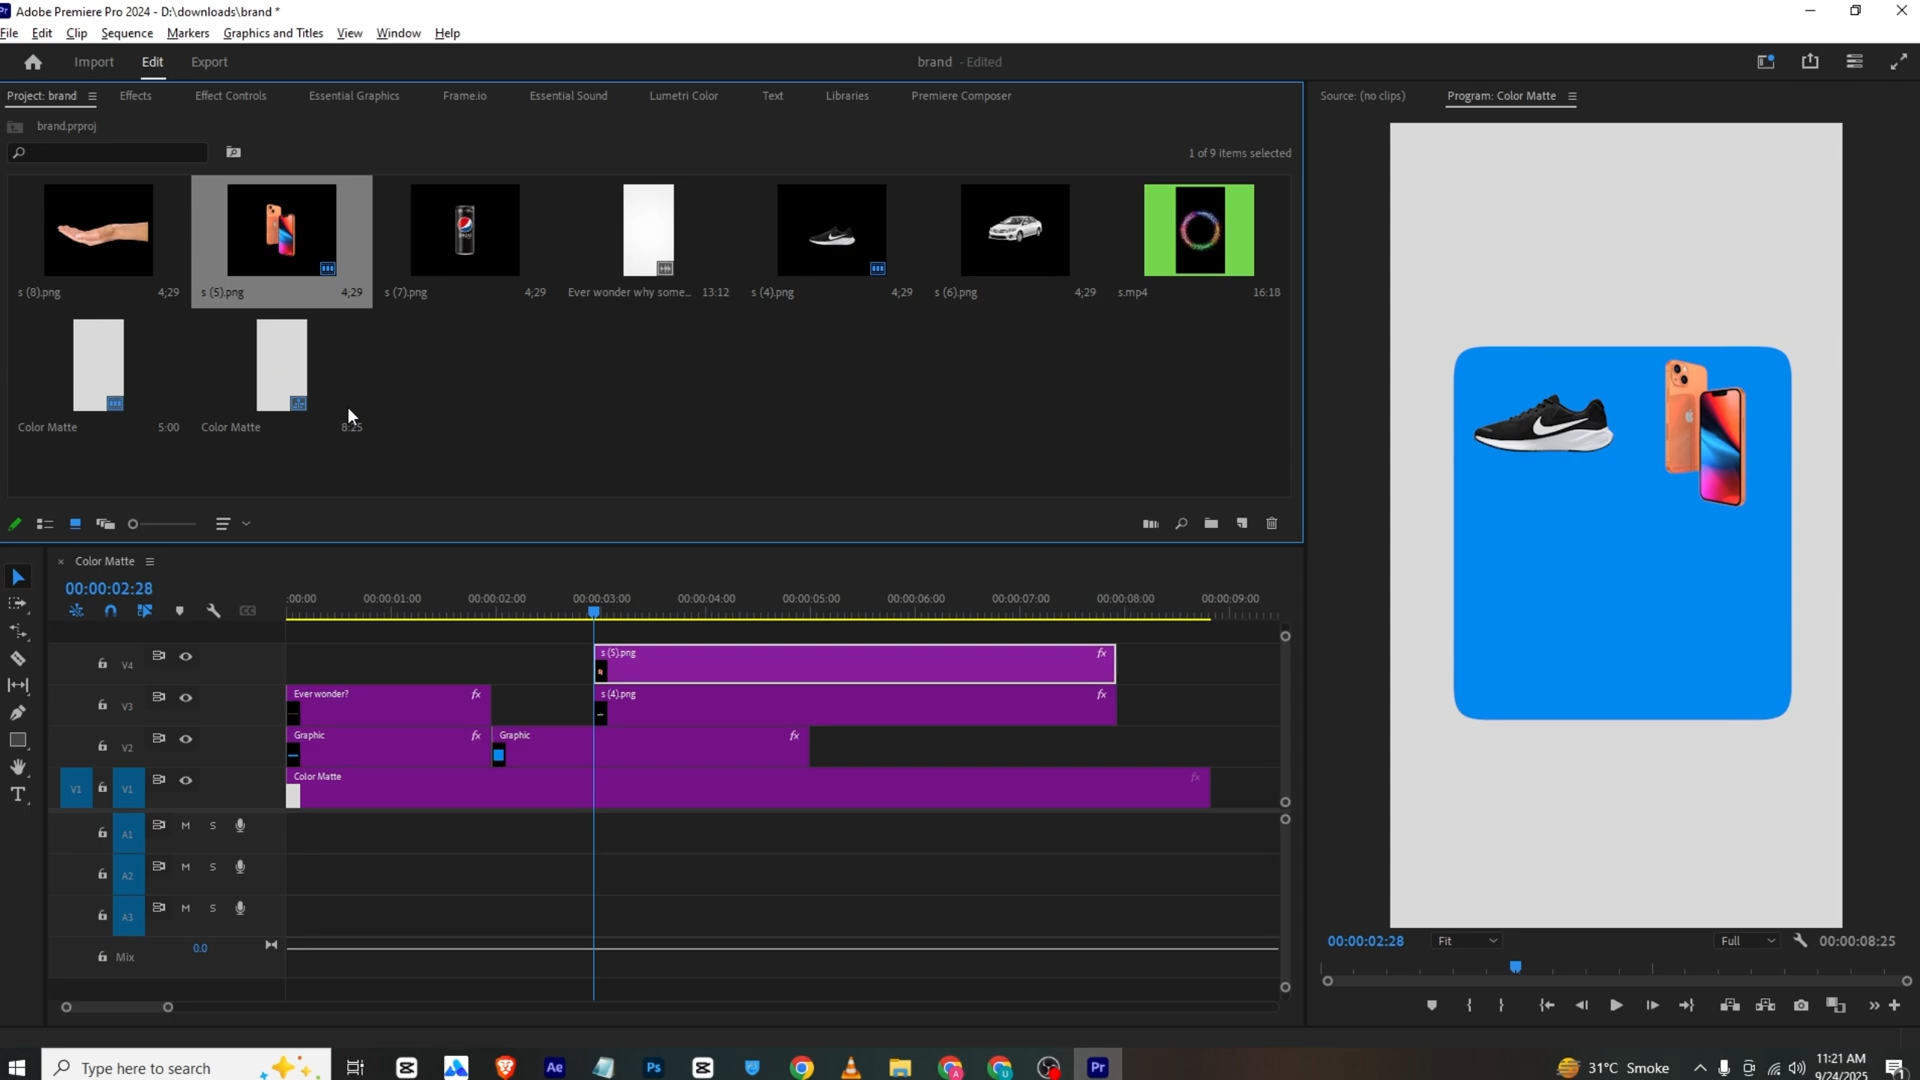 Adobe Premiere Pro 2024 - D:\downloads\brand *
File Edit Clip Sequence Markers Graphics and Titles View Window Help
Import Edit Export brand - Edited
Project: brand Effects Effect Controls Essential Graphics Frame.io Essential Sound Lumetri Color Text Libraries Premiere Composer Source: (no clips) Program: Color Matte
brand.prproj
1 of 9 items selected
s (8).png 4;29 s (5).png 4;29 s (7).png 4;29 Ever wonder why some... 13:12 s (4).png 4;29 s (6).png 4;29 s.mp4 16:18
Color Matte 5:00 Color Matte 8:25
Color Matte
00:00:02:28
:00:00 00:00:01:00 00:00:02:00 00:00:03:00 00:00:04:00 00:00:05:00 00:00:06:00 00:00:07:00 00:00:08:00 00:00:09:00
V4 s (5).png fx
V3 Ever wonder? fx s (4).png fx
V2 Graphic fx Graphic fx
V1 V1 Color Matte fx
A1 M S
A2 M S
A3 M S
Mix 0.0
00:00:02:28 Fit Full 00:00:08:25
Type here to search Ae Ps Pr 31°C Smoke 11:21 AM
9/24/2025